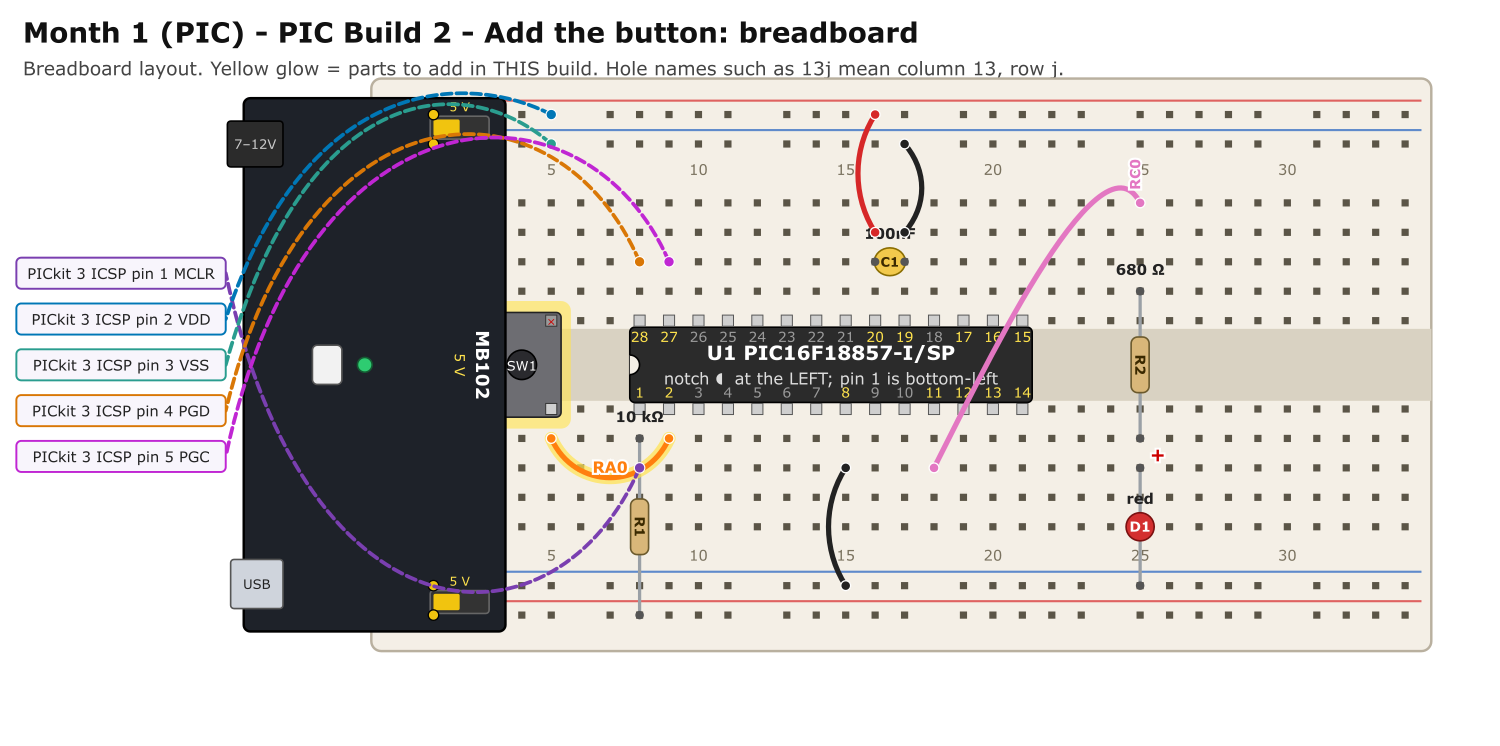 Month 1 (PIC) - PIC Build 2 - Add the button: breadboard
Breadboard layout. Yellow glow = parts to add in THIS build. Hole names such as 13j mean column 13, row j.
5 V
7–12V
5 10 15 20 25 30
RC0
100nF
C1
680 Ω
PICkit 3 ICSP pin 1 MCLR
PICkit 3 ICSP pin 2 VDD
PICkit 3 ICSP pin 3 VSS
PICkit 3 ICSP pin 4 PGD
PICkit 3 ICSP pin 5 PGC
MB102
5 V
SW1
28 27 26 25 24 23 22 21 20 19 18 17 16 15
U1 PIC16F18857-I/SP
notch ◖ at the LEFT; pin 1 is bottom-left
1 2 3 4 5 6 7 8 9 10 11 12 13 14
R2
10 kΩ
RA0
+
R1
red
D1
5 10 15 20 25 30
5 V
USB